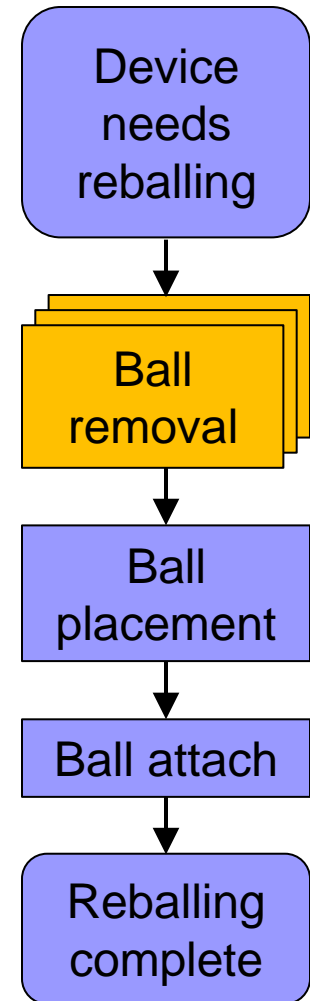 Device
needs
reballing
Ball
removal
Ball
placement
Ball attach
Reballing
complete